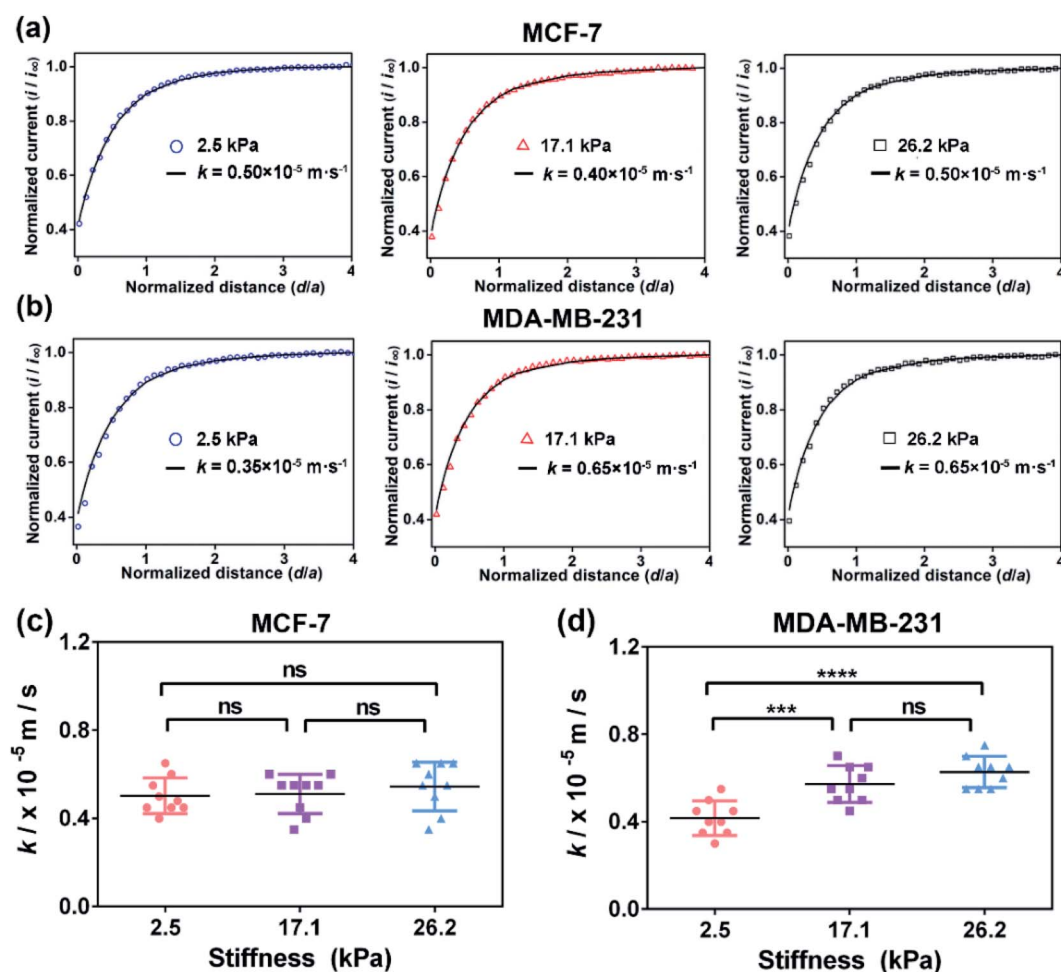 (a)
MCF-7
Normalized current (i / i∞)
1.0
0.8
0.6
0.4
2.5 kPa
k = 0.50×10⁻⁵ m·s⁻¹
0 1 2 3 4
Normalized distance (d/a)
Normalized current (i / i∞)
1.0
0.8
0.6
0.4
17.1 kPa
k = 0.40×10⁻⁵ m·s⁻¹
0 1 2 3 4
Normalized distance (d/a)
Normalized current (i / i∞)
1.0
0.8
0.6
0.4
26.2 kPa
k = 0.50×10⁻⁵ m·s⁻¹
0 1 2 3 4
Normalized distance (d/a)
(b)
MDA-MB-231
Normalized current (i / i∞)
1.0
0.8
0.6
0.4
2.5 kPa
k = 0.35×10⁻⁵ m·s⁻¹
0 1 2 3 4
Normalized distance (d/a)
Normalized current (i / i∞)
1.0
0.8
0.6
0.4
17.1 kPa
k = 0.65×10⁻⁵ m·s⁻¹
0 1 2 3 4
Normalized distance (d/a)
Normalized current (i / i∞)
1.0
0.8
0.6
0.4
26.2 kPa
k = 0.65×10⁻⁵ m·s⁻¹
0 1 2 3 4
Normalized distance (d/a)
(c)
MCF-7
k / x 10 ⁻⁵ m / s
1.2
0.8
0.4
0.0
ns
ns ns
2.5 17.1 26.2
Stiffness (kPa)
(d)
MDA-MB-231
k / x 10 ⁻⁵ m / s
1.2
0.8
0.4
0.0
****
*** ns
2.5 17.1 26.2
Stiffness (kPa)